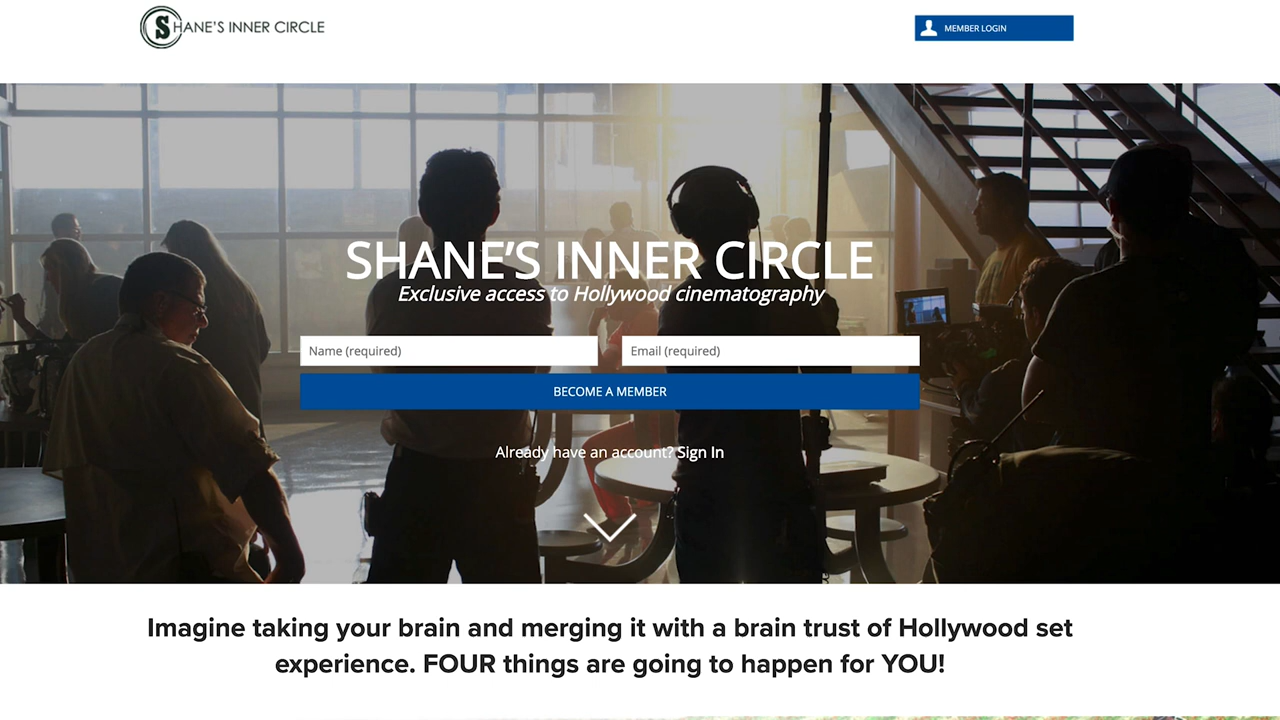 SHANE'S INNER CIRCLE
MEMBER LOGIN
SHANE'S INNER CIRCLE
Exclusive access to Hollywood cinematography
Name (required)
Email (required)
BECOME A MEMBER
Already have an account? Sign In
Imagine taking your brain and merging it with a brain trust of Hollywood set
experience. FOUR things are going to happen for YOU!